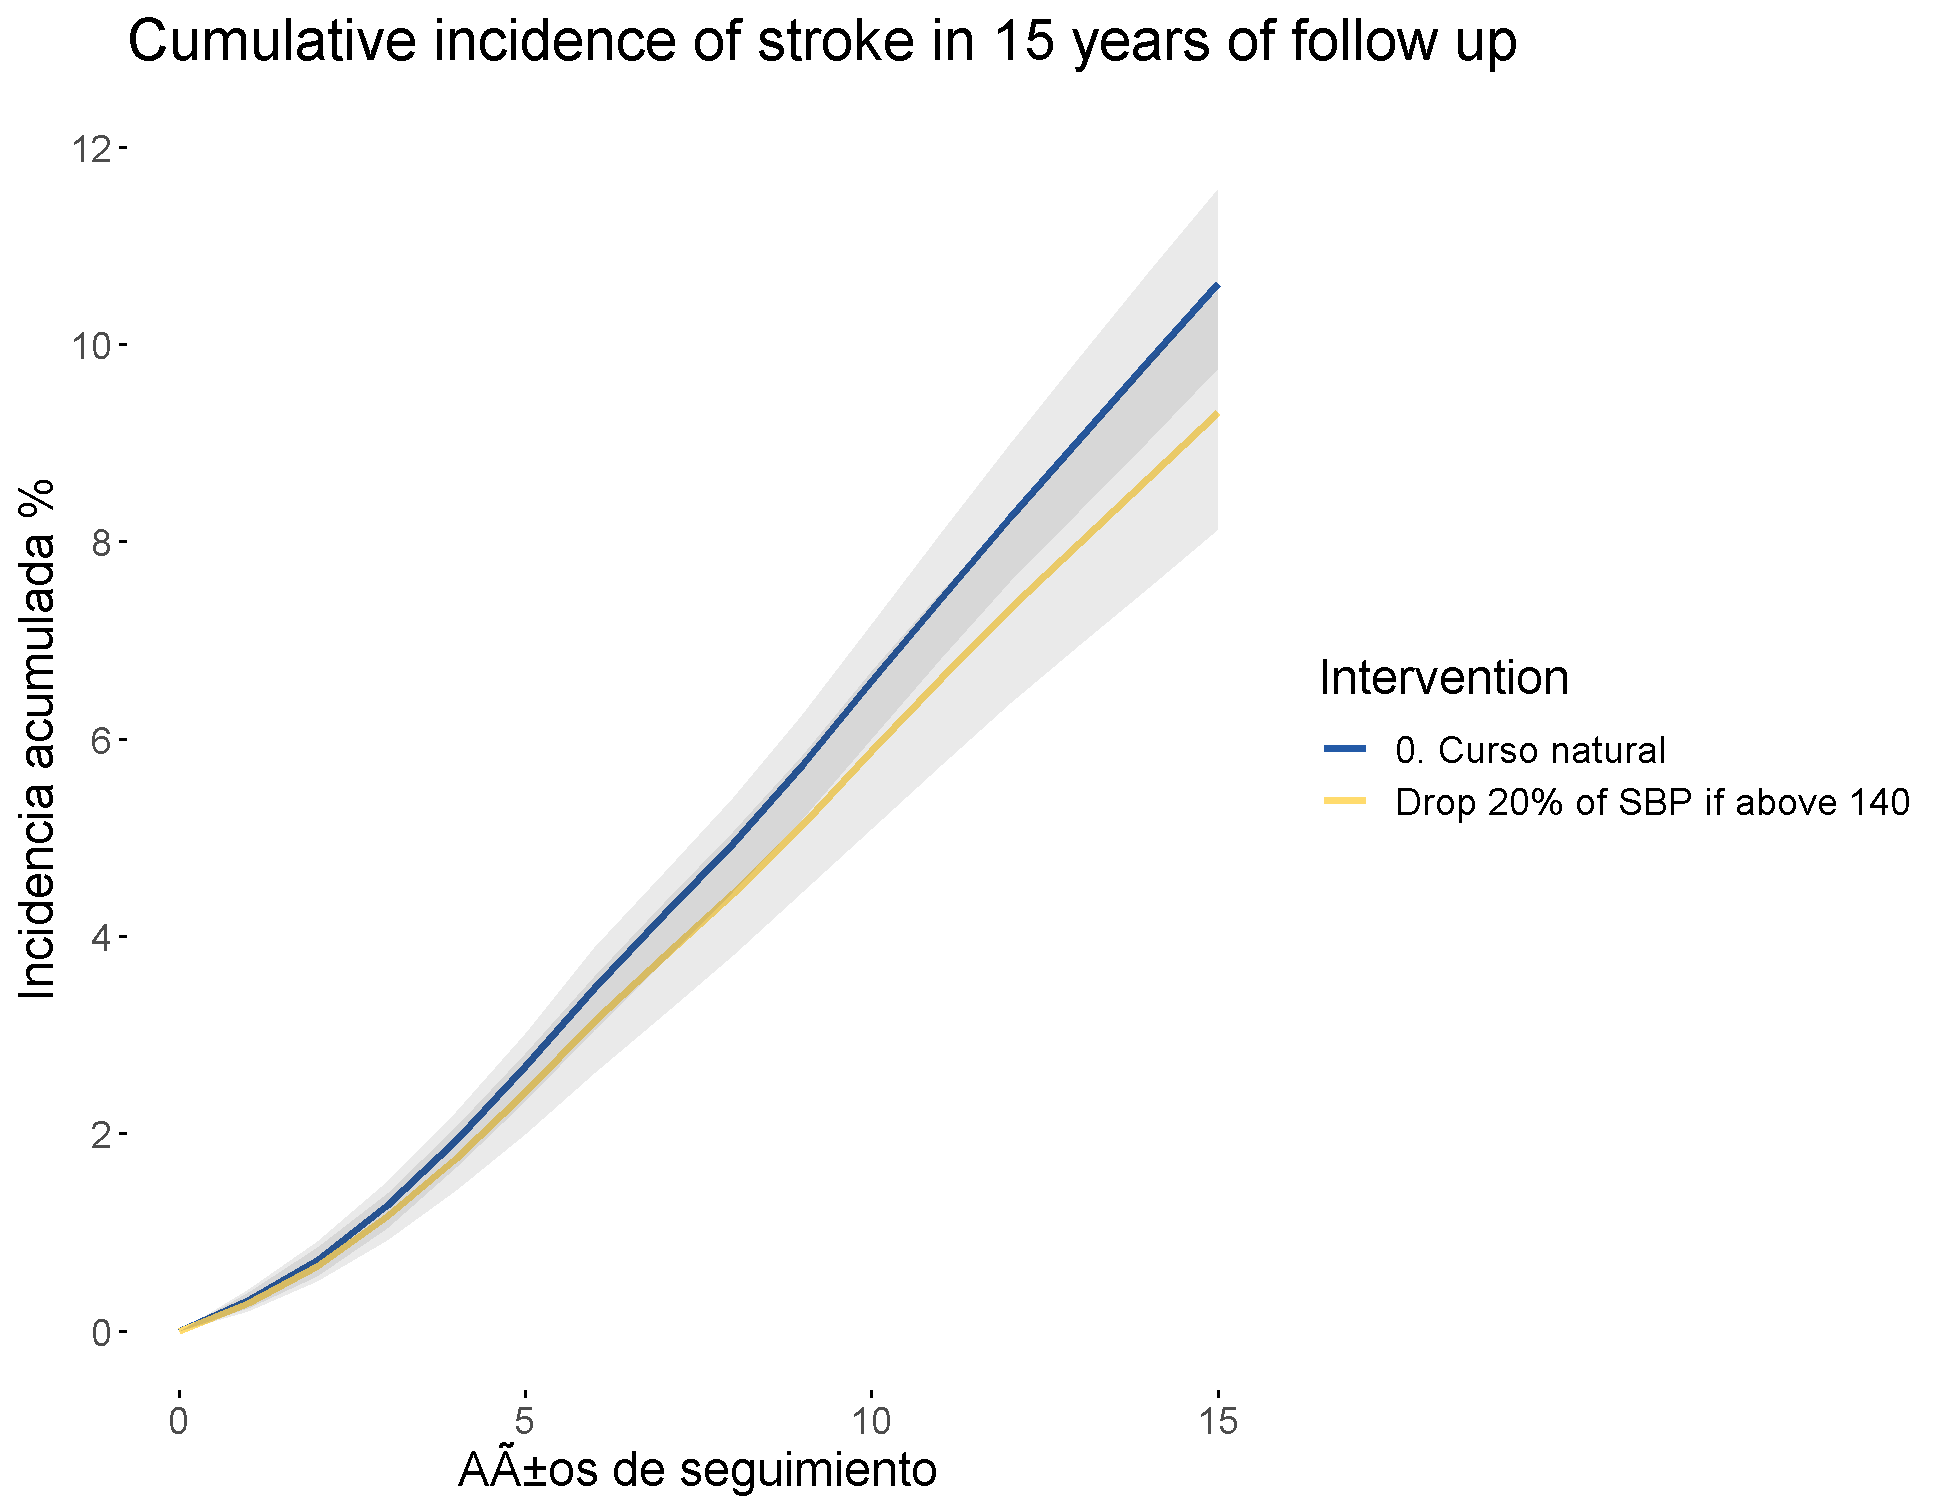 Cumulative incidence of stroke in 15 years of follow up
12
10
8
6
4
2
0
Incidencia acumulada %
0
5
10
15
AÃ±os de seguimiento
Intervention
0. Curso natural
Drop 20% of SBP if above 140